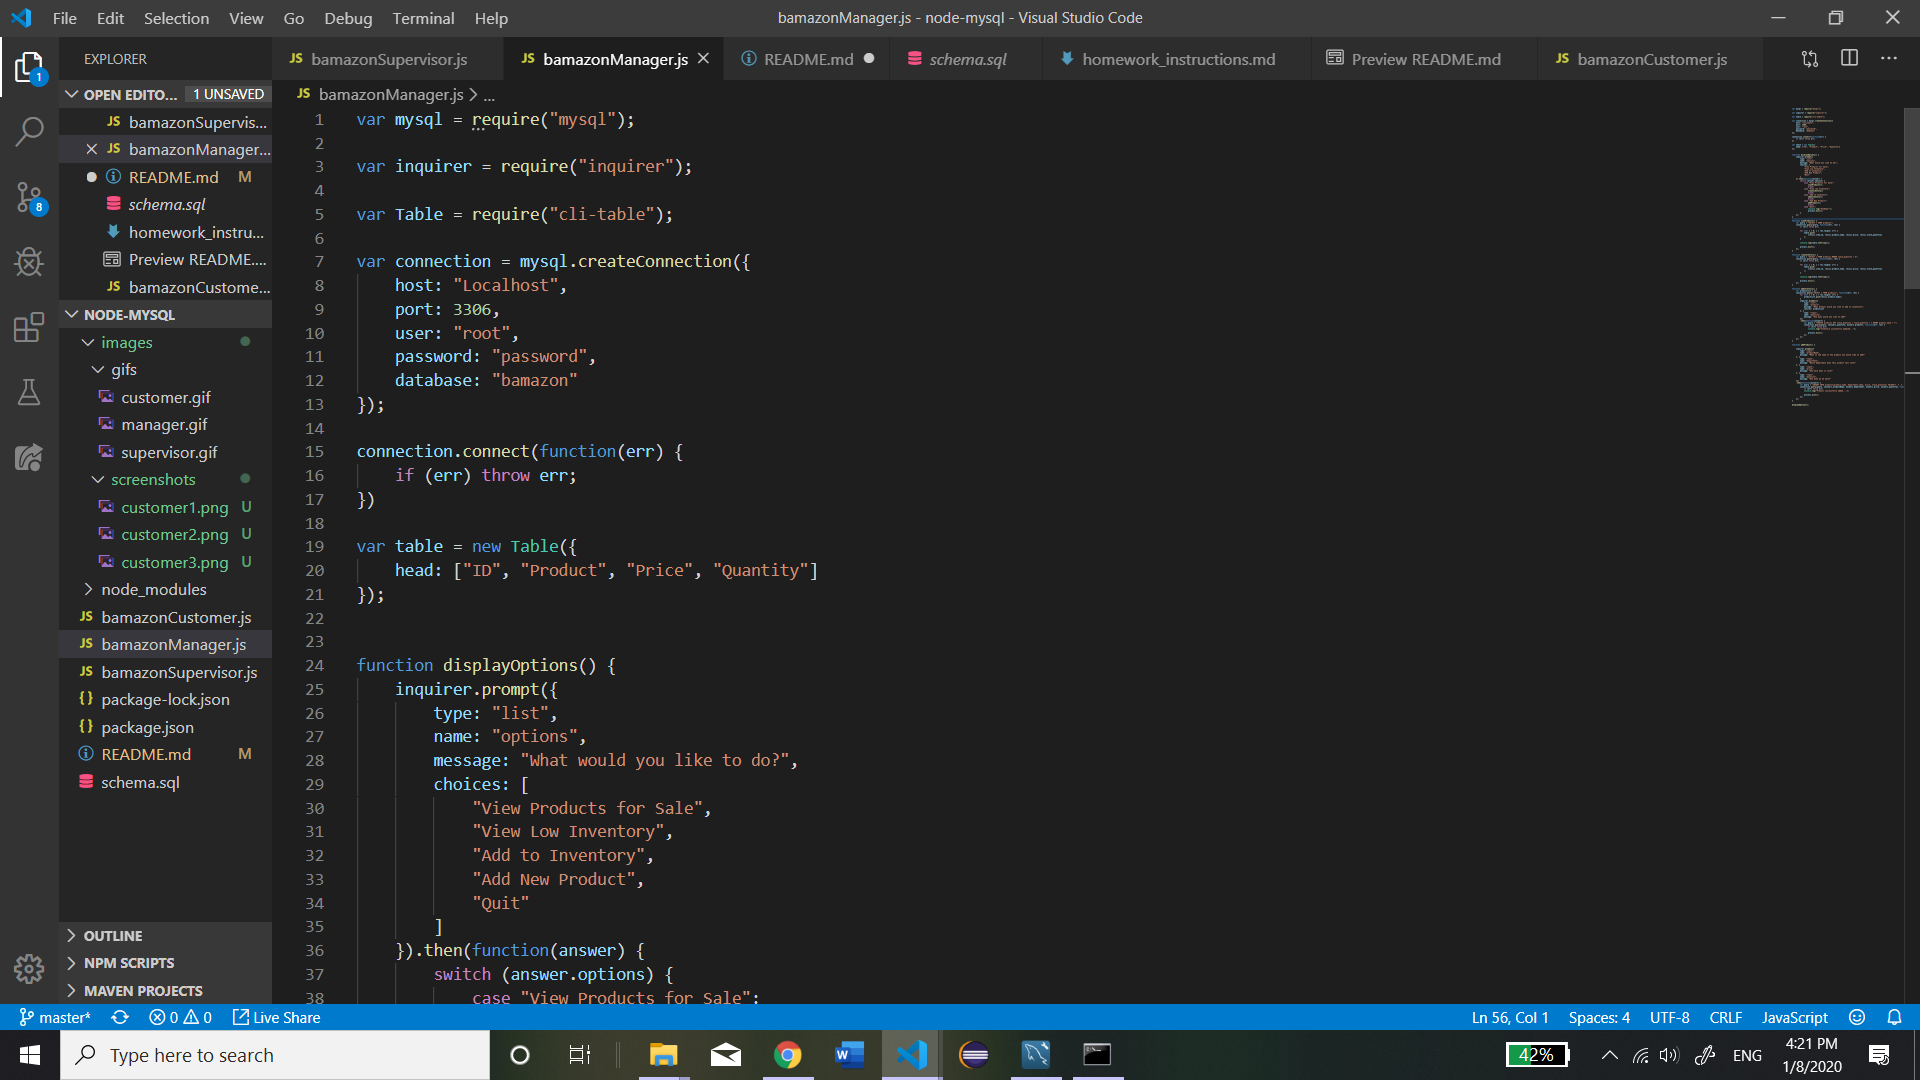 File Edit Selection View Go Debug Terminal Help
bamazonManager.js - node-mysql - Visual Studio Code
EXPLORER
JS bamazonSupervisor.js
JS bamazonManager.js
README.md
schema.sql
homework_instructions.md
Preview README.md
JS bamazonCustomer.js
1
OPEN EDITO... 1 UNSAVED
JS bamazonSupervis...
JS bamazonManager...
README.md M
schema.sql
homework_instru...
Preview README....
JS bamazonCustome...
8
NODE-MYSQL
images
gifs
customer.gif
manager.gif
supervisor.gif
screenshots
customer1.png U
customer2.png U
customer3.png U
node_modules
JS bamazonCustomer.js
JS bamazonManager.js
JS bamazonSupervisor.js
{} package-lock.json
{} package.json
README.md M
schema.sql
OUTLINE
NPM SCRIPTS
MAVEN PROJECTS
JS bamazonManager.js > ...
1 var mysql = require("mysql");
2
3 var inquirer = require("inquirer");
4
5 var Table = require("cli-table");
6
7 var connection = mysql.createConnection({
8     host: "Localhost",
9     port: 3306,
10     user: "root",
11     password: "password",
12     database: "bamazon"
13 });
14
15 connection.connect(function(err) {
16     if (err) throw err;
17 })
18
19 var table = new Table({
20     head: ["ID", "Product", "Price", "Quantity"]
21 });
22
23
24 function displayOptions() {
25     inquirer.prompt({
26         type: "list",
27         name: "options",
28         message: "What would you like to do?",
29         choices: [
30             "View Products for Sale",
31             "View Low Inventory",
32             "Add to Inventory",
33             "Add New Product",
34             "Quit"
35         ]
36     }).then(function(answer) {
37         switch (answer.options) {
38             case "View Products for Sale":
master* 0 0 Live Share
Ln 56, Col 1 Spaces: 4 UTF-8 CRLF JavaScript
Type here to search
42%
ENG
4:21 PM
1/8/2020